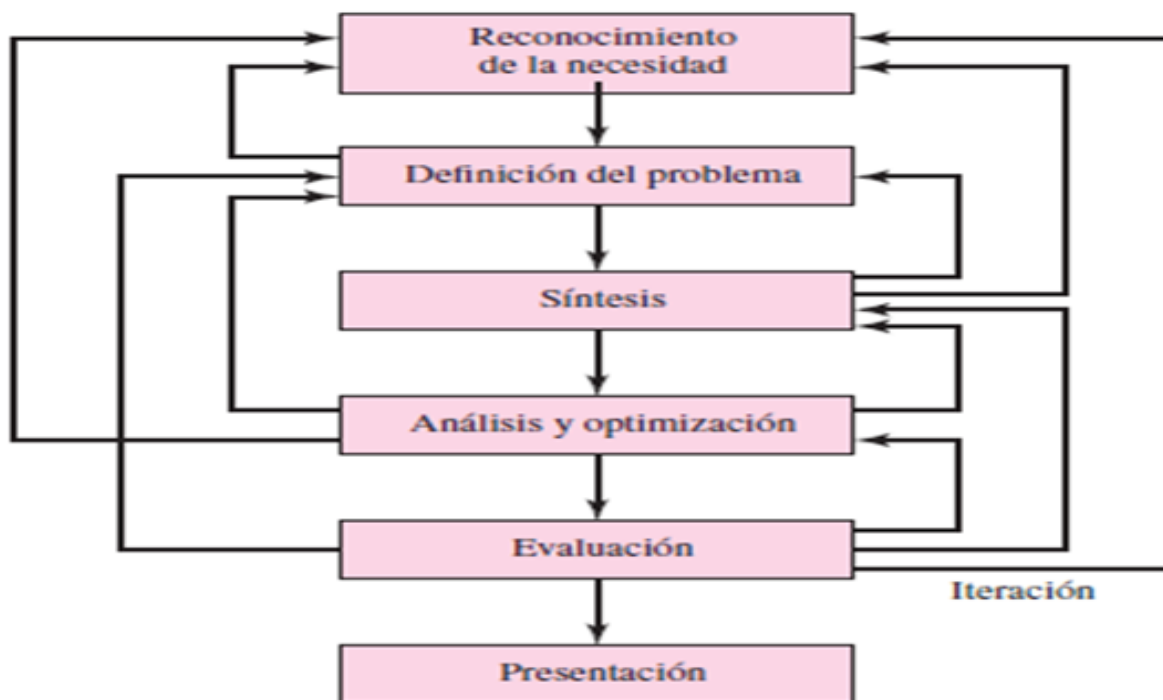 Reconocimiento
de la necesidad
Definición del problema
Síntesis
Análisis y optimización
Evaluación
Iteración
Presentación